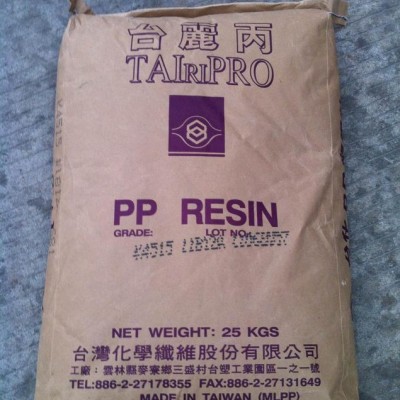 台麗丙
TAIRIPRO
PP RESIN
GRADE: LOT NO.
K4515
NET WEIGHT: 25 KGS
台灣化學纖維股份有限公司
工廠：雲林縣麥寮鄉三盛村台塑工業園區一之一號
TEL:886-2-27178355 FAX:886-2-27131649
MADE IN TAIWAN (MLPP)